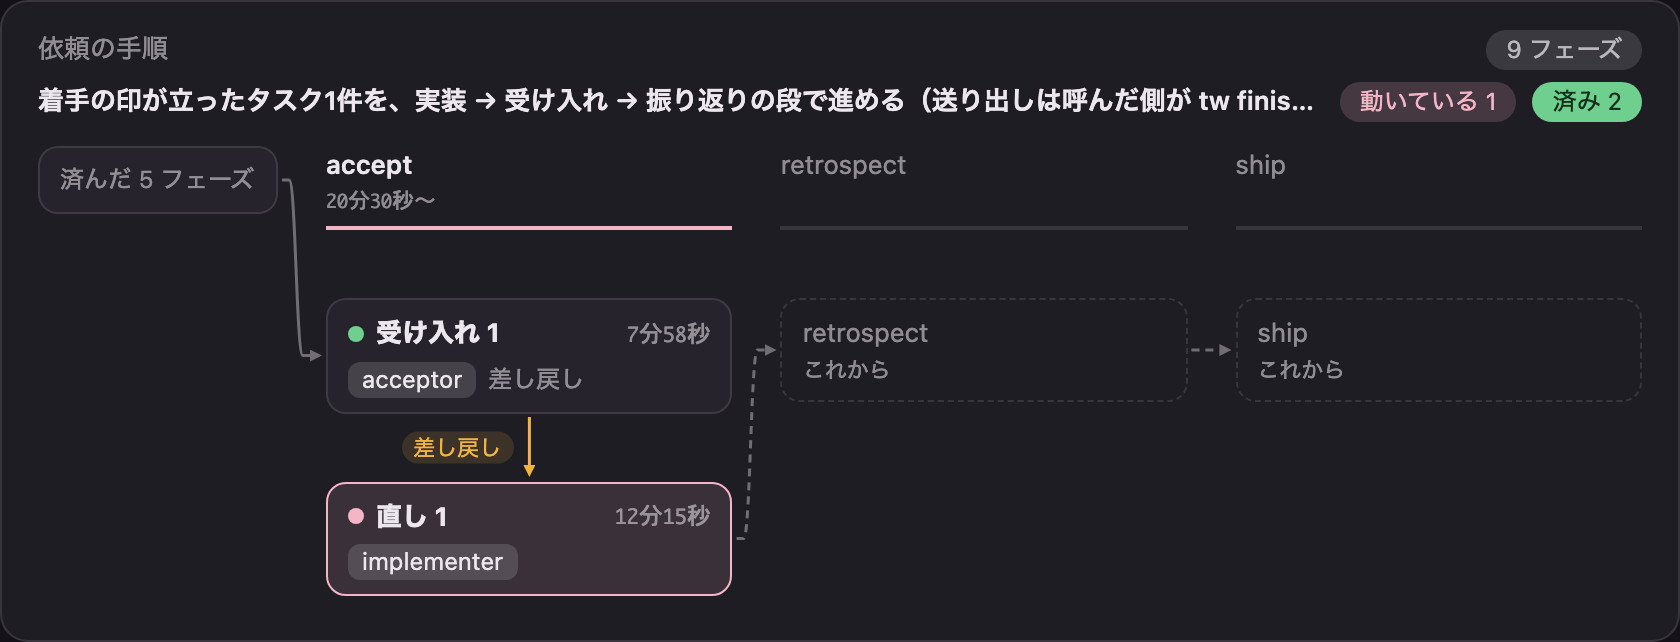 依頼の手順
9 フェーズ
着手の印が立ったタスク1件を、実装 → 受け入れ → 振り返りの段で進める（送り出しは呼んだ側が tw finis...
動いている 1
済み 2
済んだ 5 フェーズ
accept
20分30秒〜
retrospect
ship
受け入れ 1
7分58秒
acceptor
差し戻し
差し戻し
直し 1
12分15秒
implementer
retrospect
これから
ship
これから